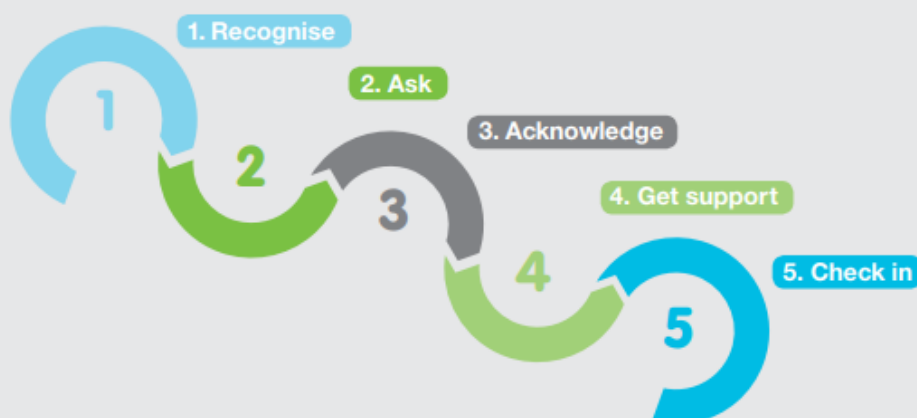 1. Recognise
1
2. Ask
2
3. Acknowledge
3
4. Get support
4
5. Check in
5